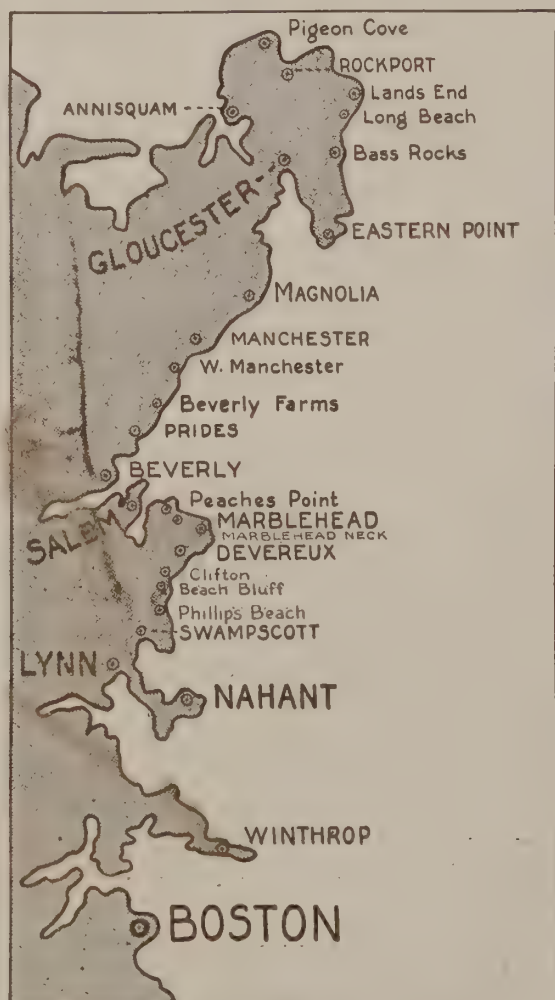 Pigeon Cove
ROCKPORT
Lands End
ANNISQUAM
Long Beach
Bass Rocks
GLOUCESTER
EASTERN POINT
MAGNOLIA
MANCHESTER
W. Manchester
Beverly Farms
PRIDES
BEVERLY
Peaches Point
SALEM
MARBLEHEAD
MARBLEHEAD NECK
DEVEREUX
Clifton
Beach Bluff
Phillips Beach
SWAMPSCOTT
LYNN
NAHANT
WINTHROP
BOSTON